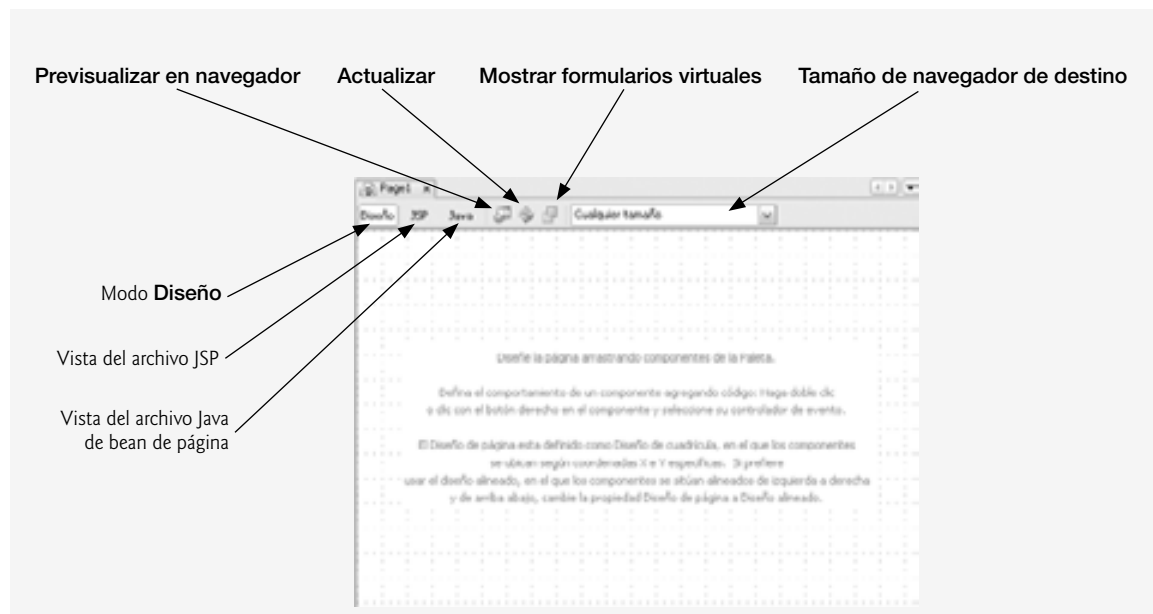 Previsualizar en navegador
Actualizar
Mostrar formularios virtuales
Tamaño de navegador de destino
Page1 x
Diseño JSP Java Cualquier tamaño
Modo Diseño
Vista del archivo JSP
Vista del archivo Java
de bean de página
Diseñe la página arrastrando componentes de la Paleta.
Defina el comportamiento de un componente agregando código: Haga doble clic
o clic con el botón derecho en el componente y seleccione su controlador de evento.
El Diseño de página esta definido como Diseño de cuadrícula, en el que los componentes
se ubican según coordenadas X e Y específicas. Si prefiere
usar el diseño alineado, en el que los componentes se sitúan alineados de izquierda a derecha
y de arriba abajo, cambie la propiedad Diseño de página a Diseño alineado.